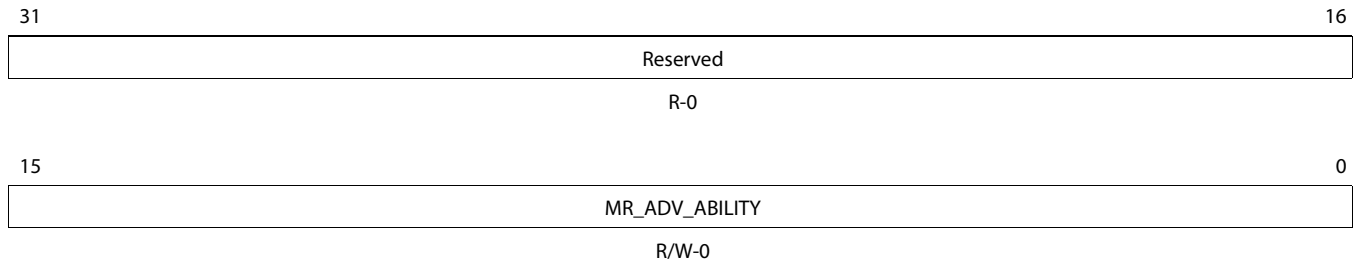 31 16
Reserved
R-0
15 0
MR_ADV_ABILITY
R/W-0